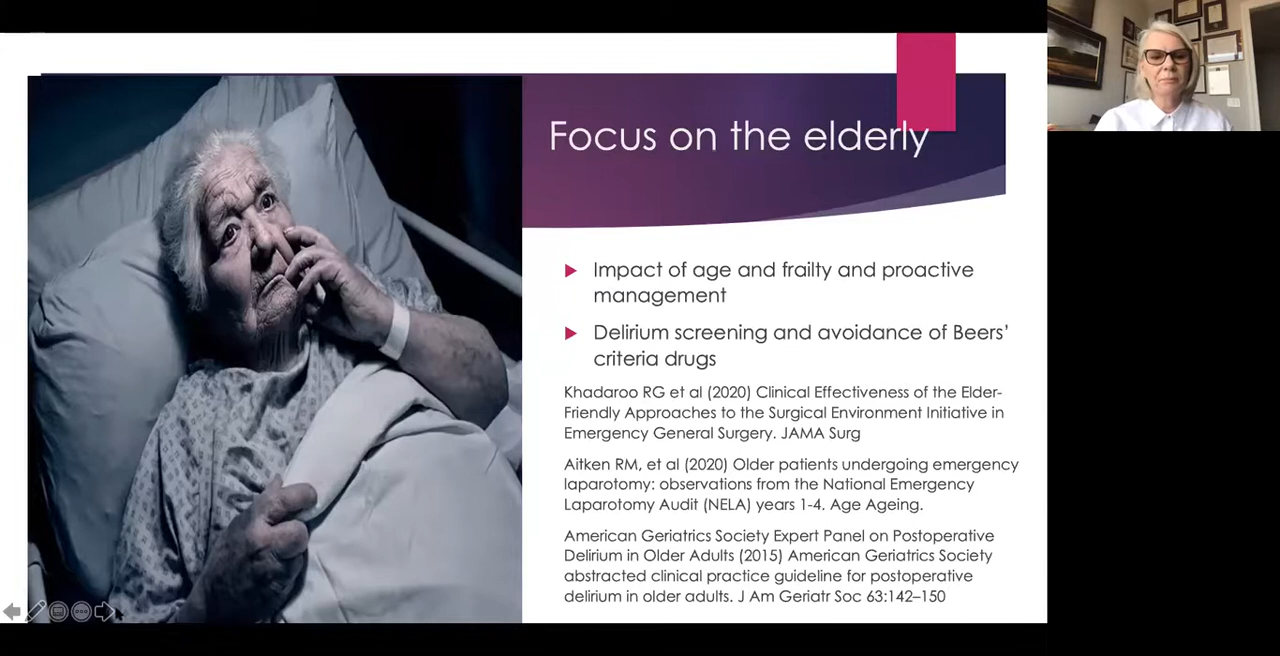 Focus on the elderly
Impact of age and frailty and proactive
management
Delirium screening and avoidance of Beers’
criteria drugs
Khadaroo RG et al (2020) Clinical Effectiveness of the Elder-
Friendly Approaches to the Surgical Environment Initiative in
Emergency General Surgery. JAMA Surg
Aitken RM, et al (2020) Older patients undergoing emergency
laparotomy: observations from the National Emergency
Laparotomy Audit (NELA) years 1-4. Age Ageing.
American Geriatrics Society Expert Panel on Postoperative
Delirium in Older Adults (2015) American Geriatrics Society
abstracted clinical practice guideline for postoperative
delirium in older adults. J Am Geriatr Soc 63:142–150